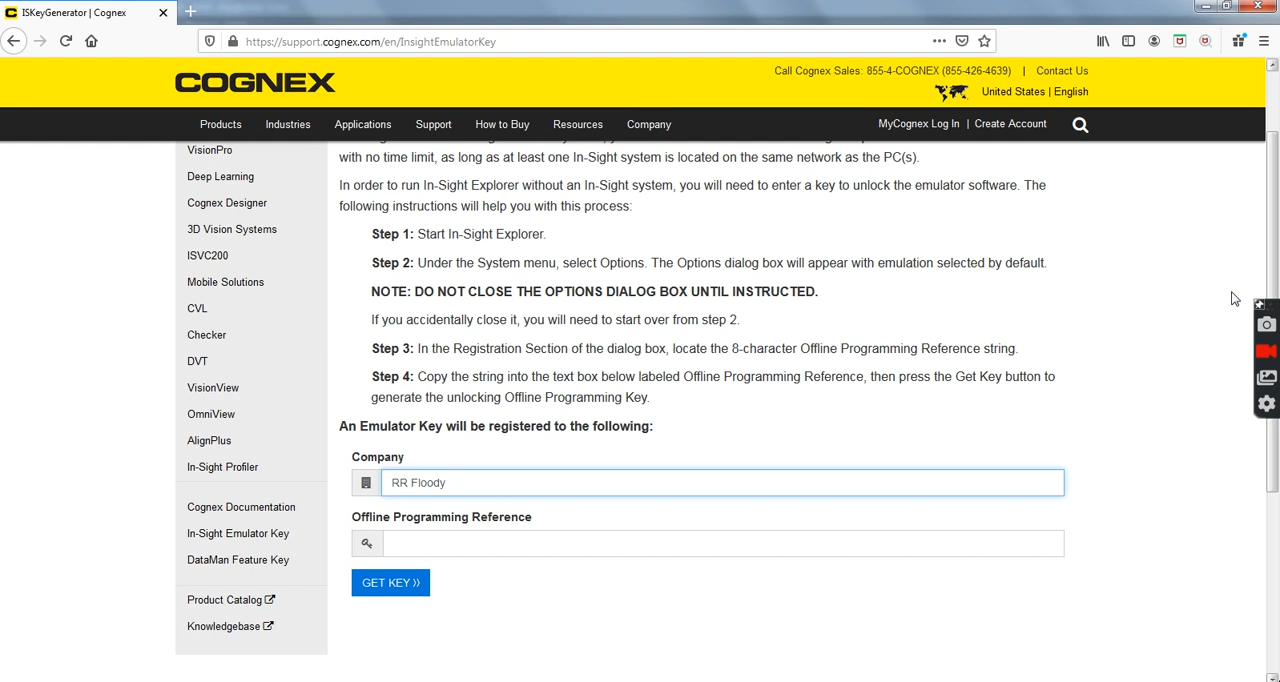 ISKeyGenerator | Cognex
https://support.cognex.com/en/InsightEmulatorKey
Call Cognex Sales: 855-4-COGNEX (855-426-4639) | Contact Us
COGNEX
United States | English
Products Industries Applications Support How to Buy Resources Company MyCognex Log In | Create Account
VisionPro
Deep Learning
Cognex Designer
3D Vision Systems
ISVC200
Mobile Solutions
CVL
Checker
DVT
VisionView
OmniView
AlignPlus
In-Sight Profiler
Cognex Documentation
In-Sight Emulator Key
DataMan Feature Key
Product Catalog
Knowledgebase
with no time limit, as long as at least one In-Sight system is located on the same network as the PC(s).
In order to run In-Sight Explorer without an In-Sight system, you will need to enter a key to unlock the emulator software. The
following instructions will help you with this process:
Step 1: Start In-Sight Explorer.
Step 2: Under the System menu, select Options. The Options dialog box will appear with emulation selected by default.
NOTE: DO NOT CLOSE THE OPTIONS DIALOG BOX UNTIL INSTRUCTED.
If you accidentally close it, you will need to start over from step 2.
Step 3: In the Registration Section of the dialog box, locate the 8-character Offline Programming Reference string.
Step 4: Copy the string into the text box below labeled Offline Programming Reference, then press the Get Key button to
generate the unlocking Offline Programming Key.
An Emulator Key will be registered to the following:
Company
RR Floody
Offline Programming Reference
GET KEY